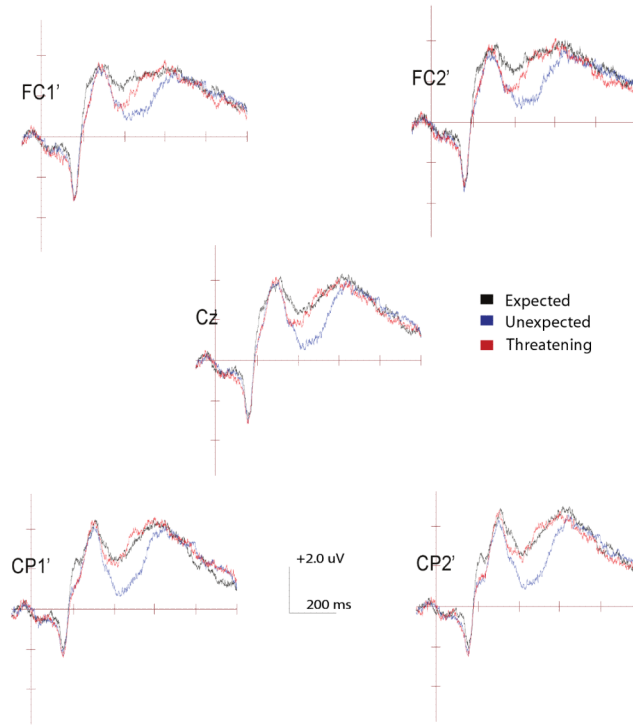 FC1'
FC2'
Cz
Expected
Unexpected
Threatening
CP1'
+2.0 uV
200 ms
CP2'